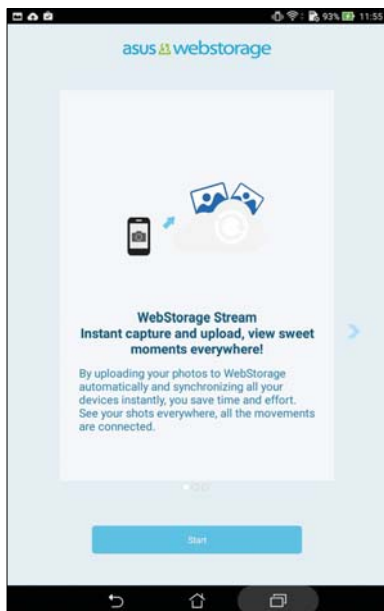 93% 11:55
asus webstorage
WebStorage Stream
Instant capture and upload, view sweet
moments everywhere!
By uploading your photos to WebStorage
automatically and synchronizing all your
devices instantly, you save time and effort.
See your shots everywhere, all the movements
are connected.
Start